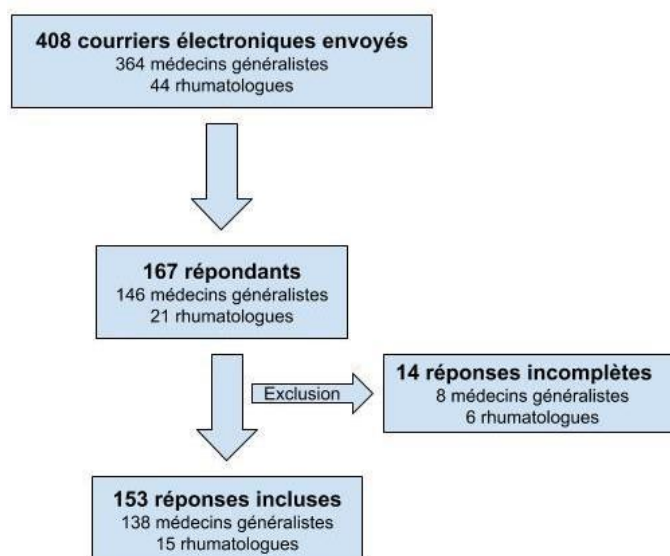 408 courriers électroniques envoyés
364 médecins généralistes
44 rhumatologues
167 répondants
146 médecins généralistes
21 rhumatologues
Exclusion
14 réponses incomplètes
8 médecins généralistes
6 rhumatologues
153 réponses incluses
138 médecins généralistes
15 rhumatologues